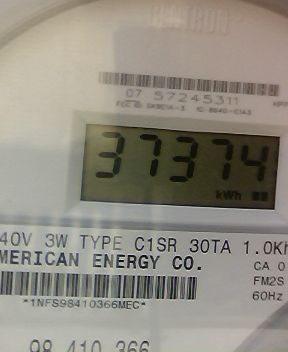 07 57245311
37374
kWh
40V 3W TYPE C1SR 30TA 1.0Kh
MERICAN ENERGY CO.
CA 0
FM2S
60Hz
*1NFS98410366MEC*
98 410 366